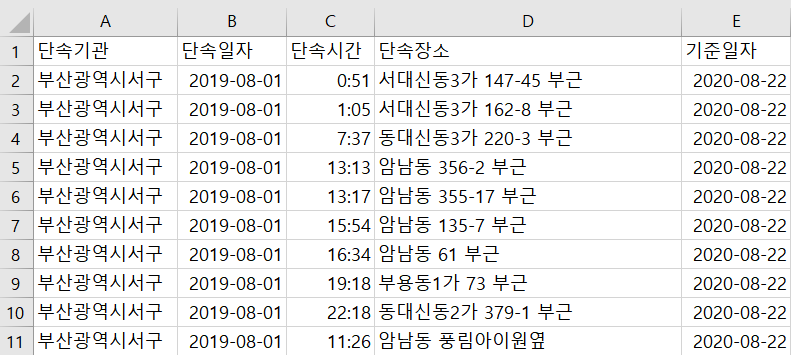 A B C D E
1 단속기관 단속일자 단속시간 단속장소 기준일자
2 부산광역시서구 2019-08-01 0:51 서대신동3가 147-45 부근 2020-08-22
3 부산광역시서구 2019-08-01 1:05 서대신동3가 162-8 부근 2020-08-22
4 부산광역시서구 2019-08-01 7:37 동대신동3가 220-3 부근 2020-08-22
5 부산광역시서구 2019-08-01 13:13 암남동 356-2 부근 2020-08-22
6 부산광역시서구 2019-08-01 13:17 암남동 355-17 부근 2020-08-22
7 부산광역시서구 2019-08-01 15:54 암남동 135-7 부근 2020-08-22
8 부산광역시서구 2019-08-01 16:34 암남동 61 부근 2020-08-22
9 부산광역시서구 2019-08-01 19:18 부용동1가 73 부근 2020-08-22
10 부산광역시서구 2019-08-01 22:18 동대신동2가 379-1 부근 2020-08-22
11 부산광역시서구 2019-08-01 11:26 암남동 풍림아이원옆 2020-08-22